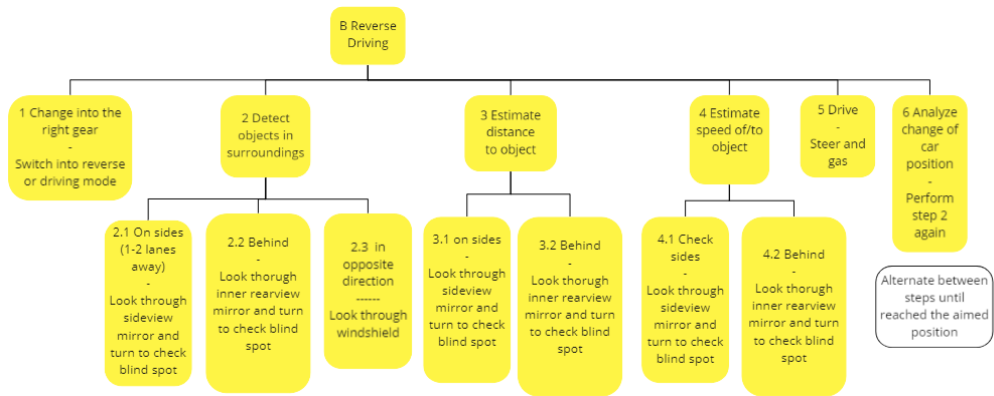 B Reverse
Driving
1 Change into the
right gear
-
Switch into reverse
or driving mode
2 Detect
objects in
surroundings
3 Estimate
distance
to object
4 Estimate
speed of/to
object
5 Drive
-
Steer and
gas
6 Analyze
change of
car
position
-
Perform
step 2
again
2.1 On sides
(1-2 lanes
away)
-
Look through
sideview
mirror and
turn to check
blind spot
2.2 Behind
-
Look thorugh
inner rearview
mirror and turn
to check blind
spot
2.3 in
opposite
direction
------
Look through
windshield
3.1 on sides
-
Look through
sideview
mirror and
turn to check
blind spot
3.2 Behind
-
Look thorugh
inner rearview
mirror and turn
to check blind
spot
4.1 Check
sides
-
Look through
sideview
mirror and
turn to check
blind spot
4.2 Behind
-
Look thorugh
inner rearview
mirror and turn
to check blind
spot
Alternate between
steps until
reached the aimed
position